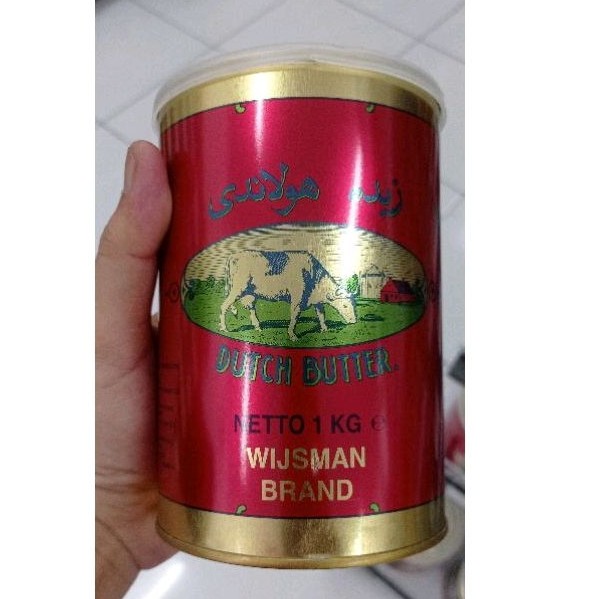 زبده هولاندى
DUTCH BUTTER®
NETTO 1 KG ℮
WIJSMAN
BRAND